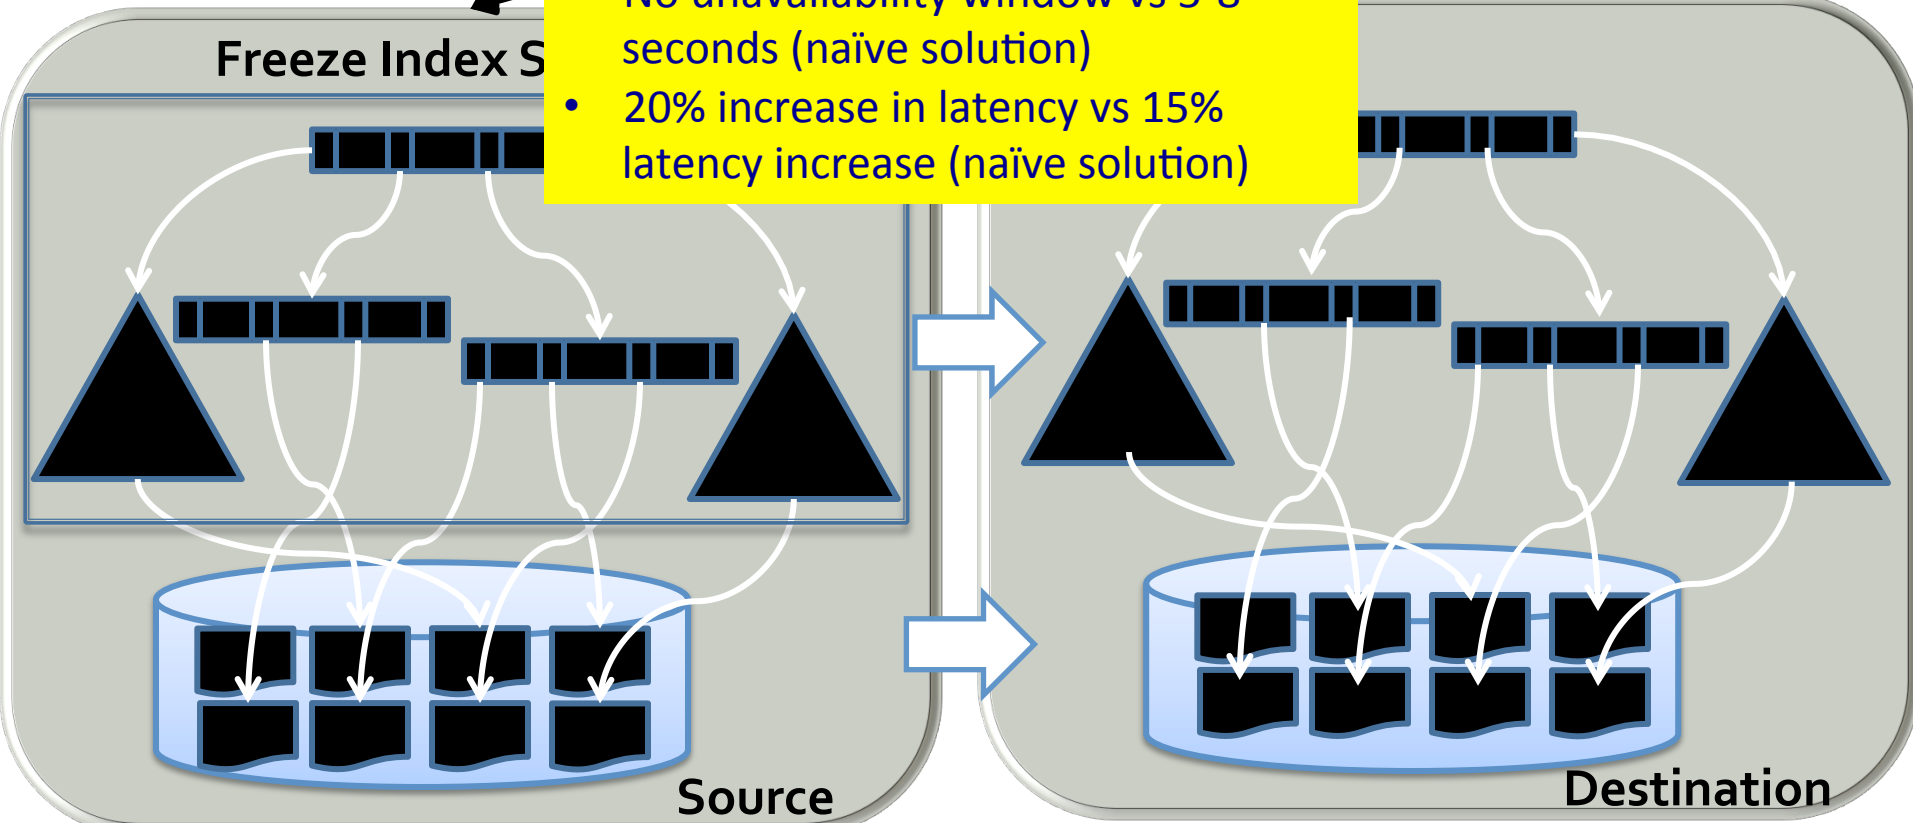 seconds (naïve solution)
Freeze Index
• 20% increase in latency vs 15%
latency increase (naïve solution)
Source
Destination